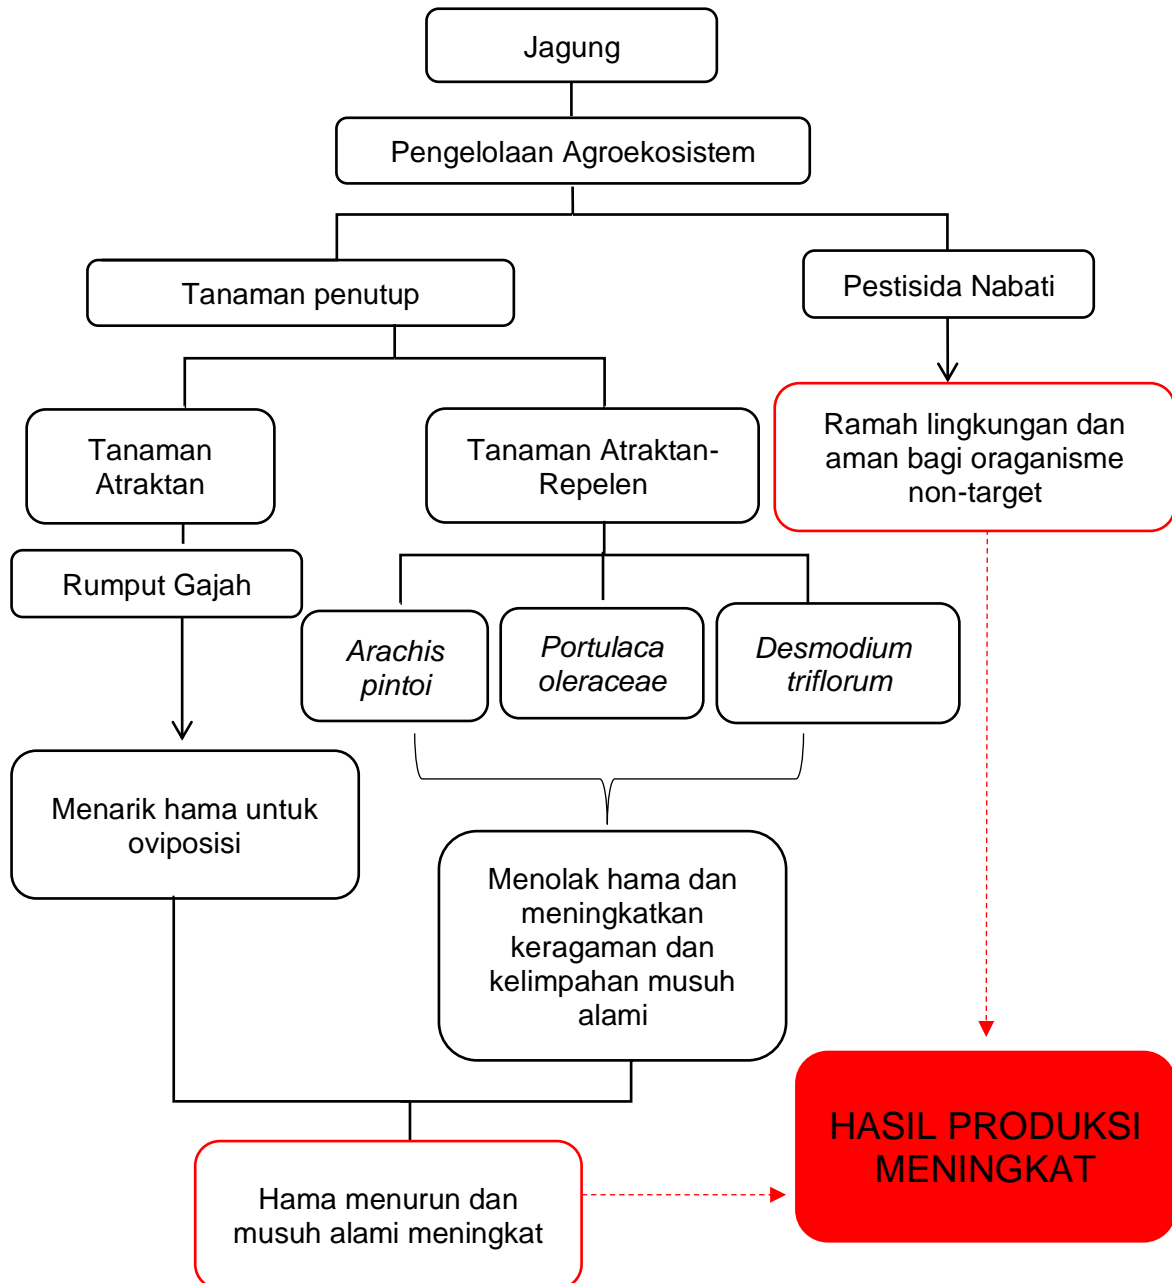 Jagung
Pengelolaan Agroekosistem
Tanaman penutup
Pestisida Nabati
Tanaman
Atraktan
Tanaman Atraktan-
Repelen
Ramah lingkungan dan
aman bagi oraganisme
non-target
Rumput Gajah
Arachis
pintoi
Portulaca
oleraceae
Desmodium
triflorum
Menarik hama untuk
oviposisi
Menolak hama dan
meningkatkan
keragaman dan
kelimpahan musuh
alami
HASIL PRODUKSI
MENINGKAT
Hama menurun dan
musuh alami meningkat